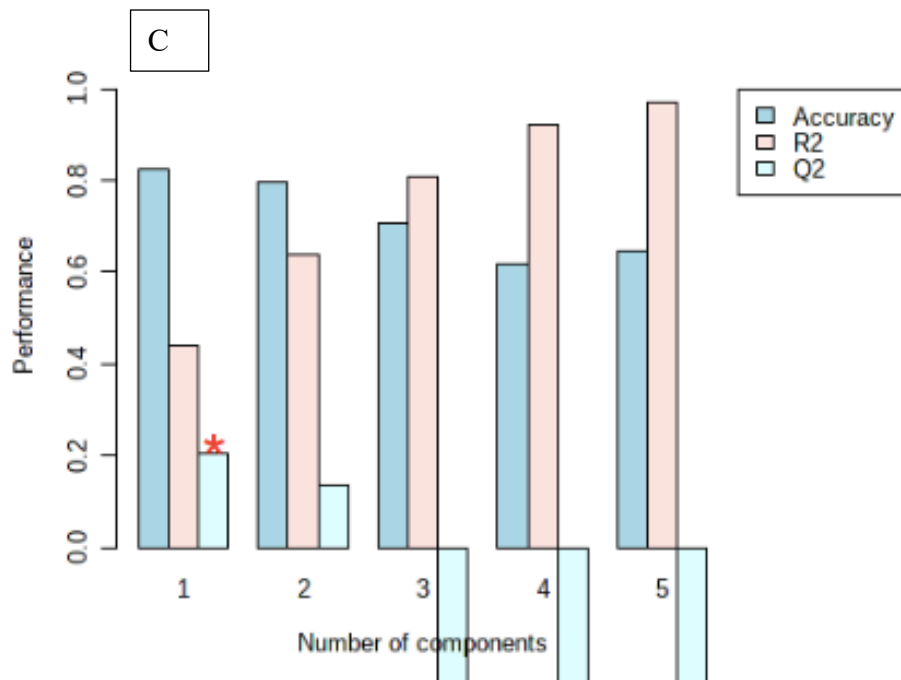 C
Accuracy
R2
Q2
Performance
1.0
0.8
0.6
0.4
0.2
0.0
*
1 2 3 4 5
Number of components